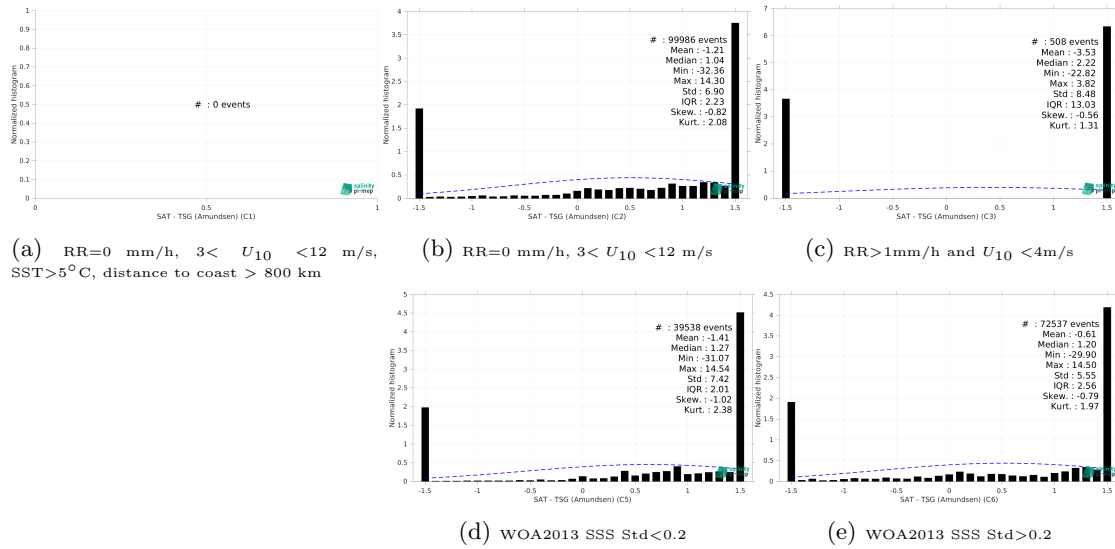 1
0.9
0.8
0.7
0.6
0.5
0.4
0.3
0.2
0.1
0
Normalized histogram
# : 0 events
0 0.5 1
SAT - TSG (Amundsen) (C1)
salinity
pi-mep
(a) RR=0 mm/h, 3< U10 <12 m/s,
SST>5°C, distance to coast > 800 km
4
3.5
3
2.5
2
1.5
1
0.5
0
Normalized histogram
# : 99986 events
Mean : -1.21
Median : 1.04
Min : -32.36
Max : 14.30
Std : 6.90
IQR : 2.23
Skew. : -0.82
Kurt. : 2.08
-1.5 -1 -0.5 0 0.5 1 1.5
SAT - TSG (Amundsen) (C2)
salinity
pi-mep
(b) RR=0 mm/h, 3< U10 <12 m/s
7
6
5
4
3
2
1
0
Normalized histogram
# : 508 events
Mean : -3.53
Median : 2.22
Min : -22.82
Max : 3.82
Std : 8.48
IQR : 13.03
Skew. : -0.56
Kurt. : 1.31
-1.5 -1 -0.5 0 0.5 1 1.5
SAT - TSG (Amundsen) (C3)
salinity
pi-mep
(c) RR>1mm/h and U10 <4m/s
5
4.5
4
3.5
3
2.5
2
1.5
1
0.5
0
Normalized histogram
# : 39538 events
Mean : -1.41
Median : 1.27
Min : -31.07
Max : 14.54
Std : 7.42
IQR : 2.01
Skew. : -1.02
Kurt. : 2.38
-1.5 -1 -0.5 0 0.5 1 1.5
SAT - TSG (Amundsen) (C5)
salinity
pi-mep
(d) WOA2013 SSS Std<0.2
4.5
4
3.5
3
2.5
2
1.5
1
0.5
0
Normalized histogram
# : 72537 events
Mean : -0.61
Median : 1.20
Min : -29.90
Max : 14.50
Std : 5.55
IQR : 2.56
Skew. : -0.79
Kurt. : 1.97
-1.5 -1 -0.5 0 0.5 1 1.5
SAT - TSG (Amundsen) (C6)
salinity
pi-mep
(e) WOA2013 SSS Std>0.2